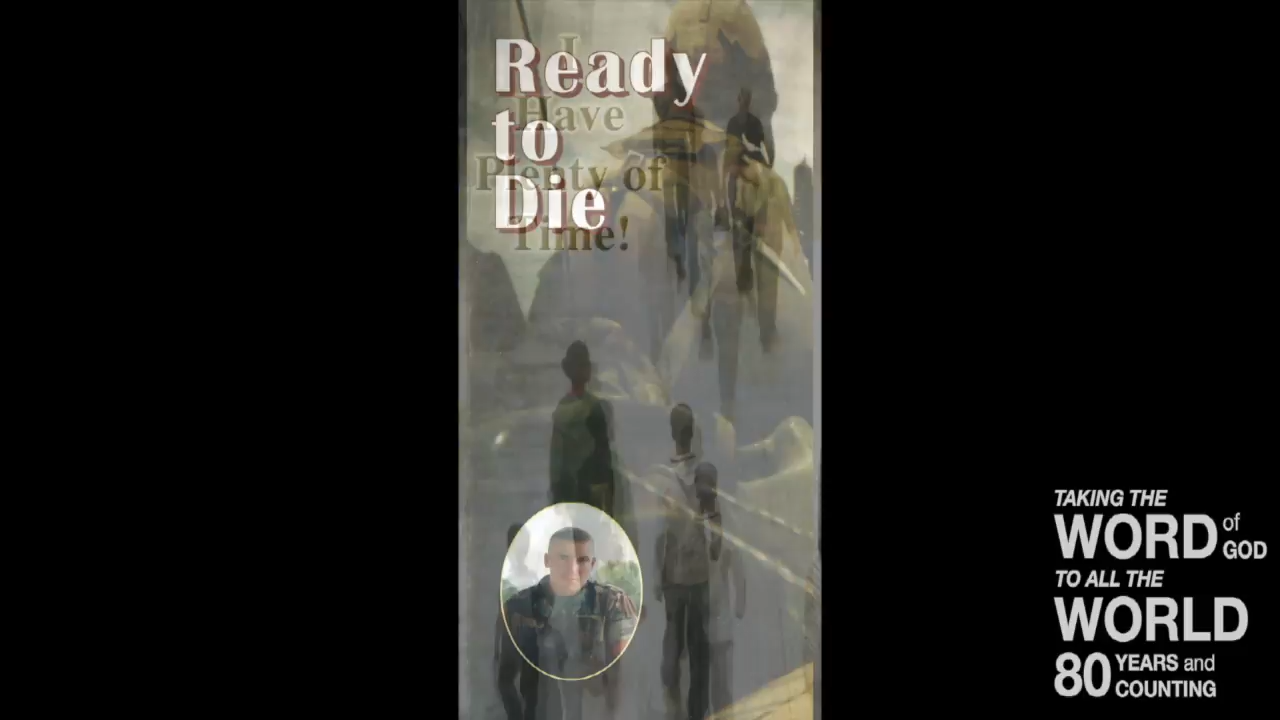 Ready
to
Die
I
Have
Plenty of
Time!
TAKING THE
WORD of GOD
TO ALL THE
WORLD
80 YEARS and
COUNTING